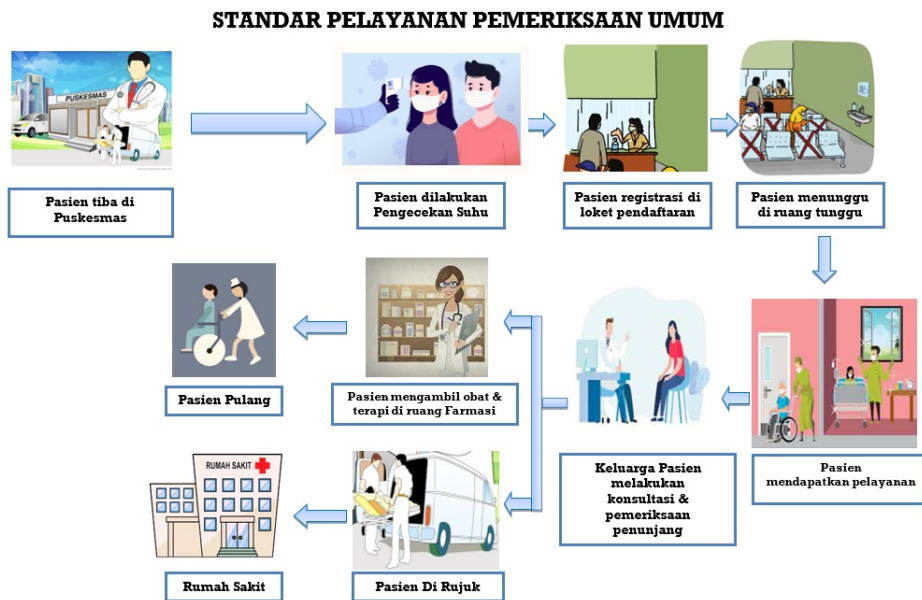 STANDAR PELAYANAN PEMERIKSAAN UMUM
PUSKESMAS
Pasien tiba di
Puskesmas
Pasien dilakukan
Pengecekan Suhu
Pasien registrasi di
loket pendaftaran
Pasien menunggu
di ruang tunggu
Pasien
mendapatkan pelayanan
Keluarga Pasien
melakukan
konsultasi &
pemeriksaan
penunjang
Pasien mengambil obat &
terapi di ruang Farmasi
Pasien Pulang
Pasien Di Rujuk
RUMAH SAKIT
Rumah Sakit